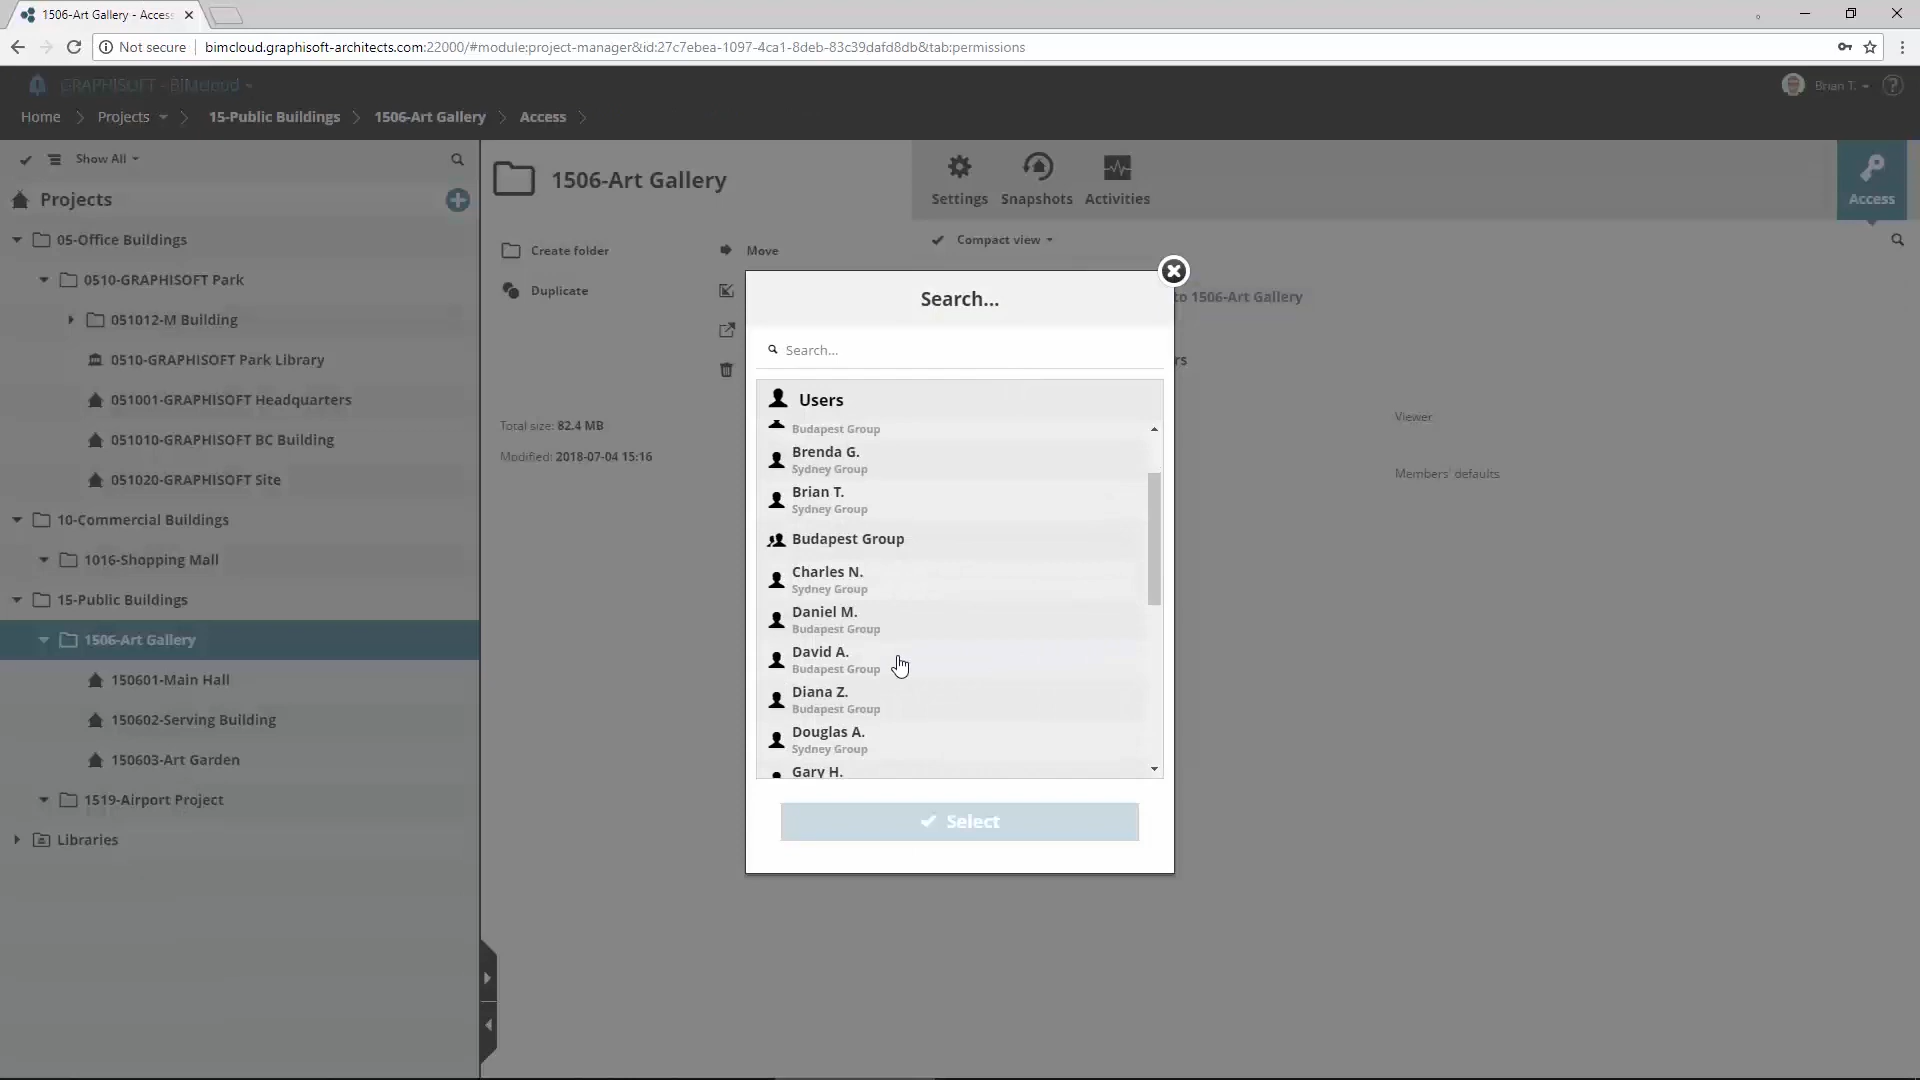 1506-Art Gallery - Access
Not secure
bimcloud.graphisoft-architects.com:22000/#module:project-manager&id:27c7ebea-1097-4ca1-8deb-83c39dafd8db&tab:permissions
GRAPHISOFT - BIMcloud
Brian T.
Home
Projects
15-Public Buildings
1506-Art Gallery
Access
Show All
Projects
05-Office Buildings
0510-GRAPHISOFT Park
051012-M Building
0510-GRAPHISOFT Park Library
051001-GRAPHISOFT Headquarters
051010-GRAPHISOFT BC Building
051020-GRAPHISOFT Site
10-Commercial Buildings
1016-Shopping Mall
15-Public Buildings
1506-Art Gallery
150601-Main Hall
150602-Serving Building
150603-Art Garden
1519-Airport Project
Libraries
1506-Art Gallery
Settings
Snapshots
Activities
Access
Create folder
Move
Compact view
Duplicate
to 1506-Art Gallery
rs
Total size: 82.4 MB
Modified: 2018-07-04 15:16
Viewer
Members' defaults
Search...
Search...
Users
Budapest Group
Brenda G.
Sydney Group
Brian T.
Sydney Group
Budapest Group
Charles N.
Sydney Group
Daniel M.
Budapest Group
David A.
Budapest Group
Diana Z.
Budapest Group
Douglas A.
Sydney Group
Gary H.
Select